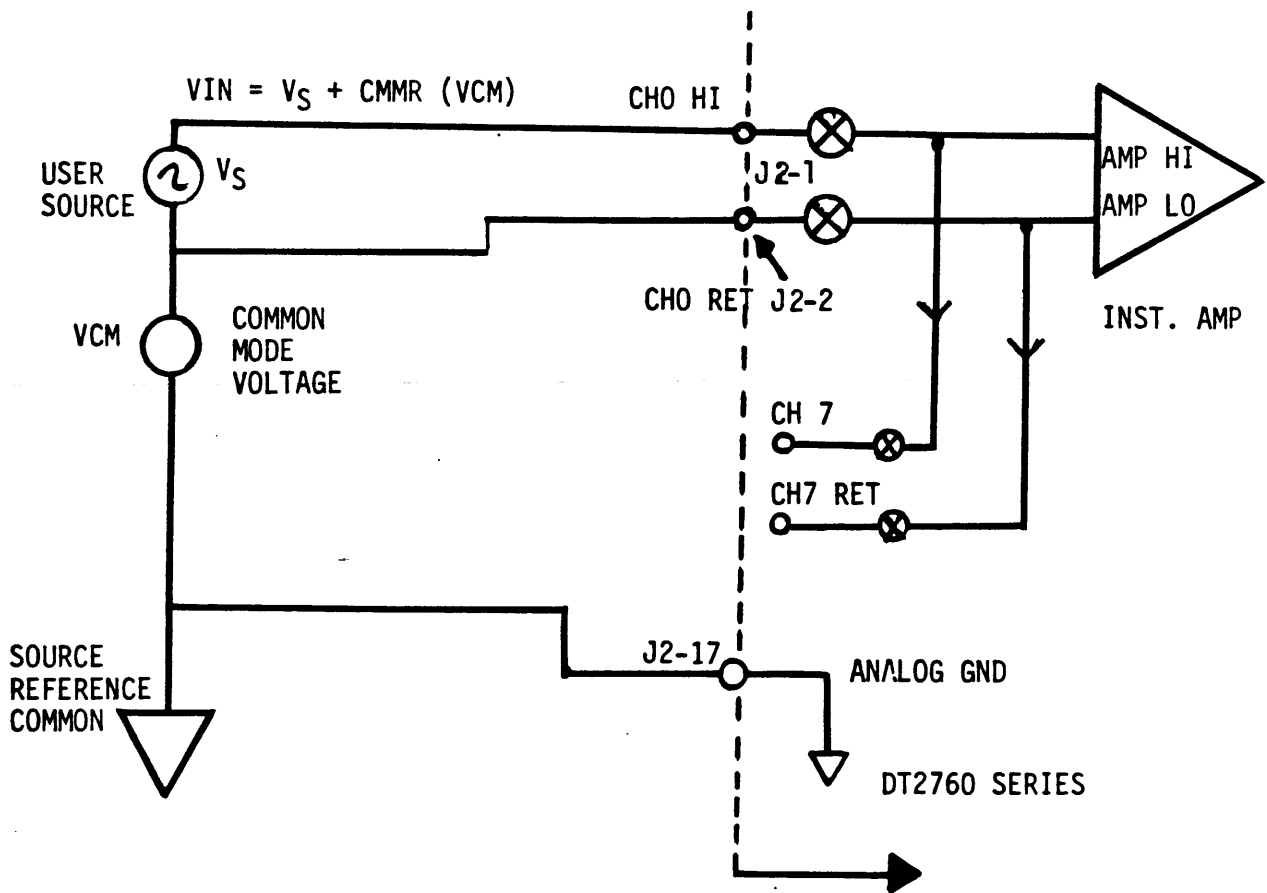 VIN = VS + CMMR (VCM)
CHO HI
USER
SOURCE
VS
J2-1
AMP HI
AMP LO
CHO RET J2-2
INST. AMP
VCM
COMMON
MODE
VOLTAGE
CH 7
CH7 RET
SOURCE
REFERENCE
COMMON
J2-17
ANALOG GND
DT2760 SERIES